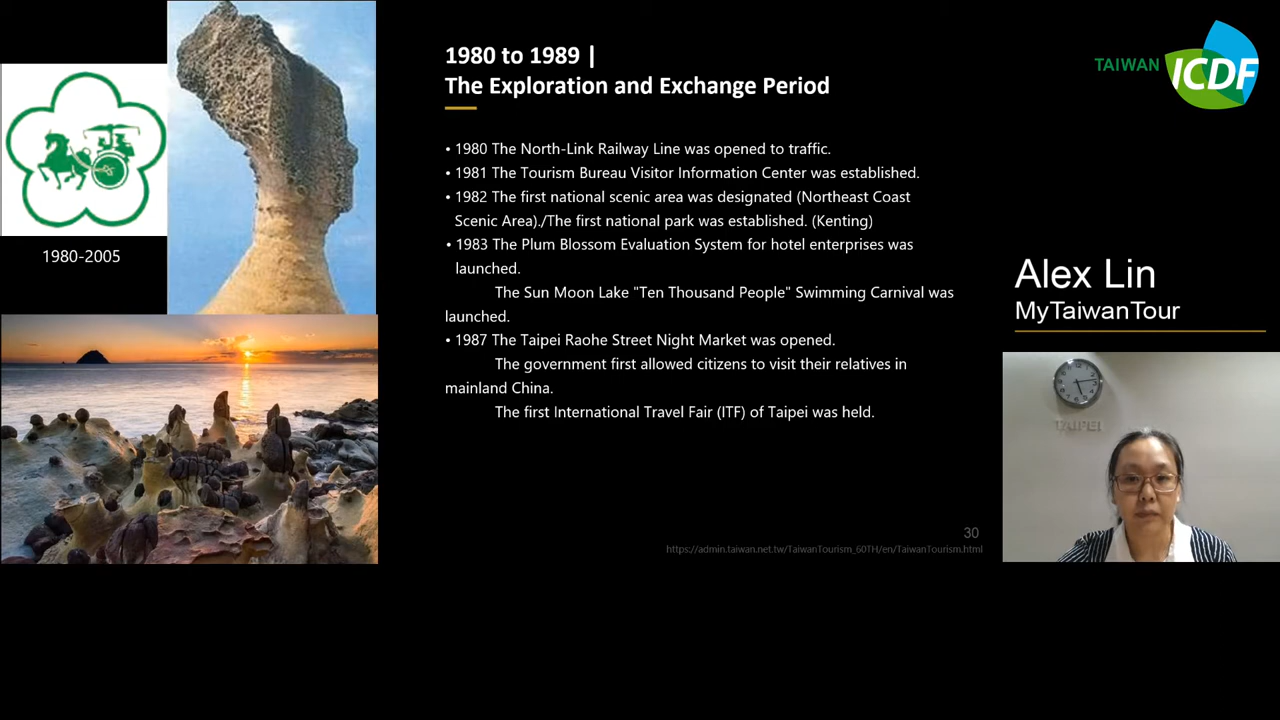 1980 to 1989 |
The Exploration and Exchange Period
• 1980 The North-Link Railway Line was opened to traffic.
• 1981 The Tourism Bureau Visitor Information Center was established.
• 1982 The first national scenic area was designated (Northeast Coast
Scenic Area)./The first national park was established. (Kenting)
• 1983 The Plum Blossom Evaluation System for hotel enterprises was
launched.
The Sun Moon Lake "Ten Thousand People" Swimming Carnival was
launched.
• 1987 The Taipei Raohe Street Night Market was opened.
The government first allowed citizens to visit their relatives in
mainland China.
The first International Travel Fair (ITF) of Taipei was held.
30
https://admin.taiwan.net.tw/TaiwanTourism_60TH/en/TaiwanTourism.html
1980-2005
TAIWAN ICDF
Alex Lin
MyTaiwanTour
TAIPEI